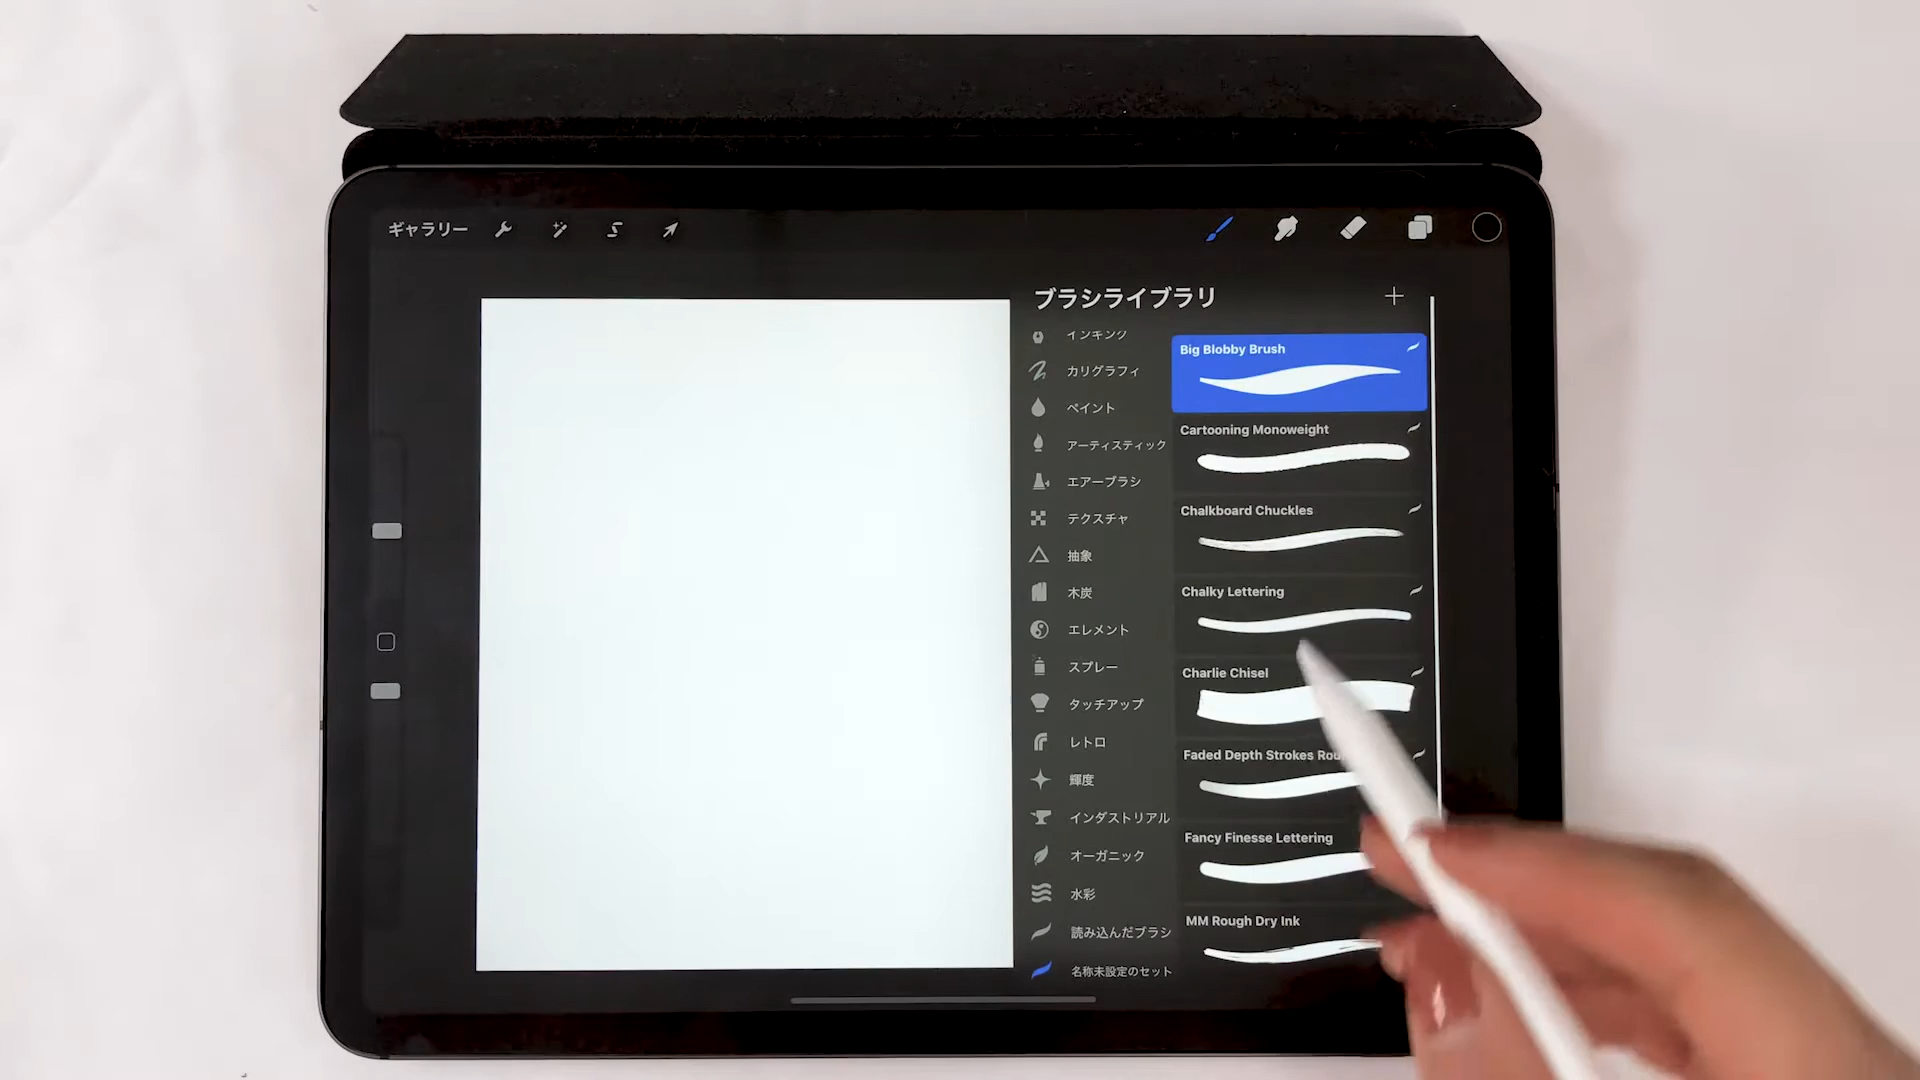 ギャラリー
ブラシライブラリ
インキング
カリグラフィ
ペイント
アーティスティック
エアーブラシ
テクスチャ
抽象
木炭
エレメント
スプレー
タッチアップ
レトロ
輝度
インダストリアル
オーガニック
水彩
読み込んだブラシ
名称未設定のセット
Big Blobby Brush
Cartooning Monoweight
Chalkboard Chuckles
Chalky Lettering
Charlie Chisel
Faded Depth Strokes
Fancy Finesse Lettering
MM Rough Dry Ink